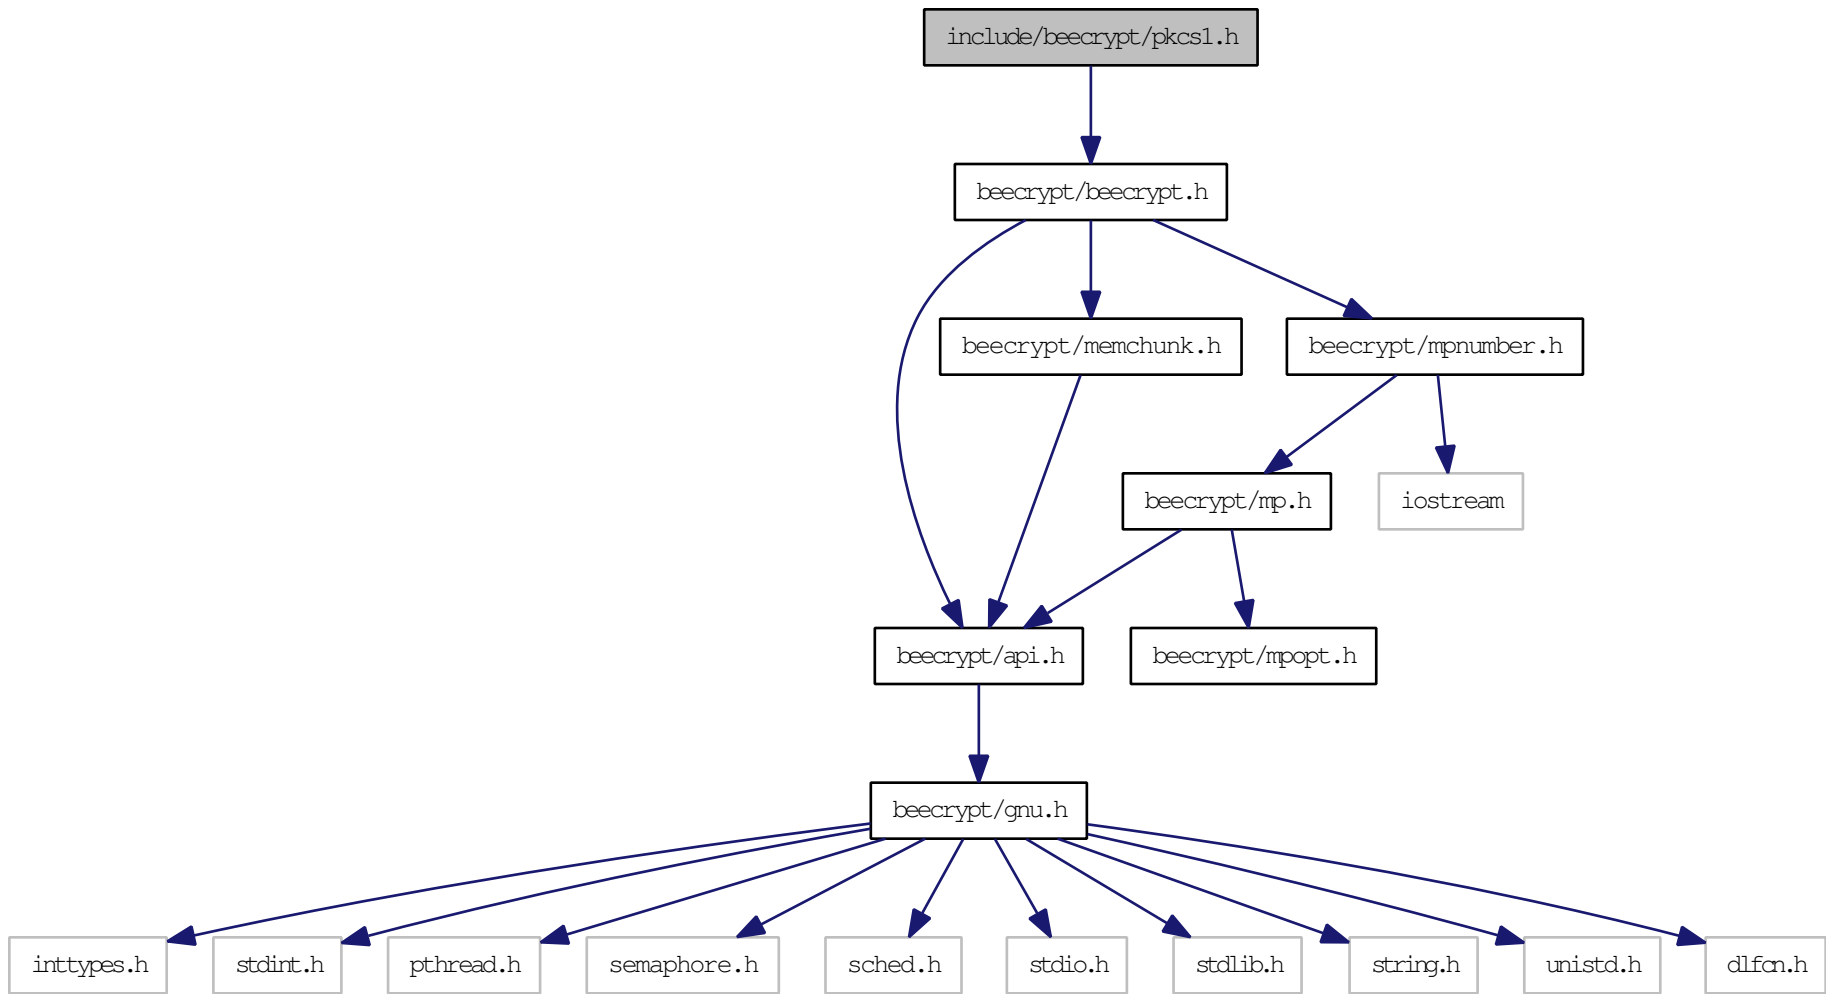 include/beecrypt/pkcs1.h
beecrypt/beecrypt.h
beecrypt/memchunk.h
beecrypt/mpnumber.h
beecrypt/mp.h
iostream
beecrypt/api.h
beecrypt/mpopt.h
beecrypt/gnu.h
inttypes.h
stdint.h
pthread.h
semaphore.h
sched.h
stdio.h
stdlib.h
string.h
unistd.h
dlfcn.h